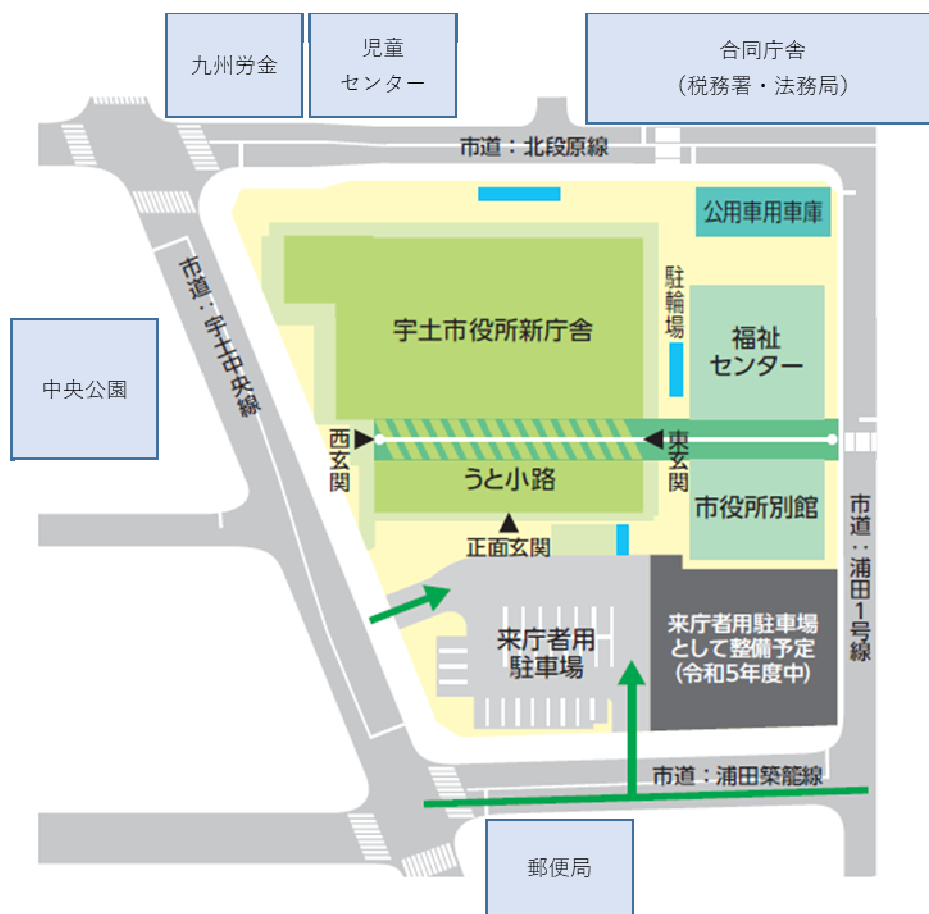 九州労金
児童
センター
合同庁舎
（税務署・法務局）
市道：北段原線
公用車用車庫
市道：宇土中央線
駐輪場
宇土市役所新庁舎
福祉
センター
中央公園
西玄関
東玄関
うと小路
市役所別館
正面玄関
市道：浦田1号線
来庁者用
駐車場
来庁者用駐車場
として整備予定
(令和5年度中)
市道：浦田築籠線
郵便局